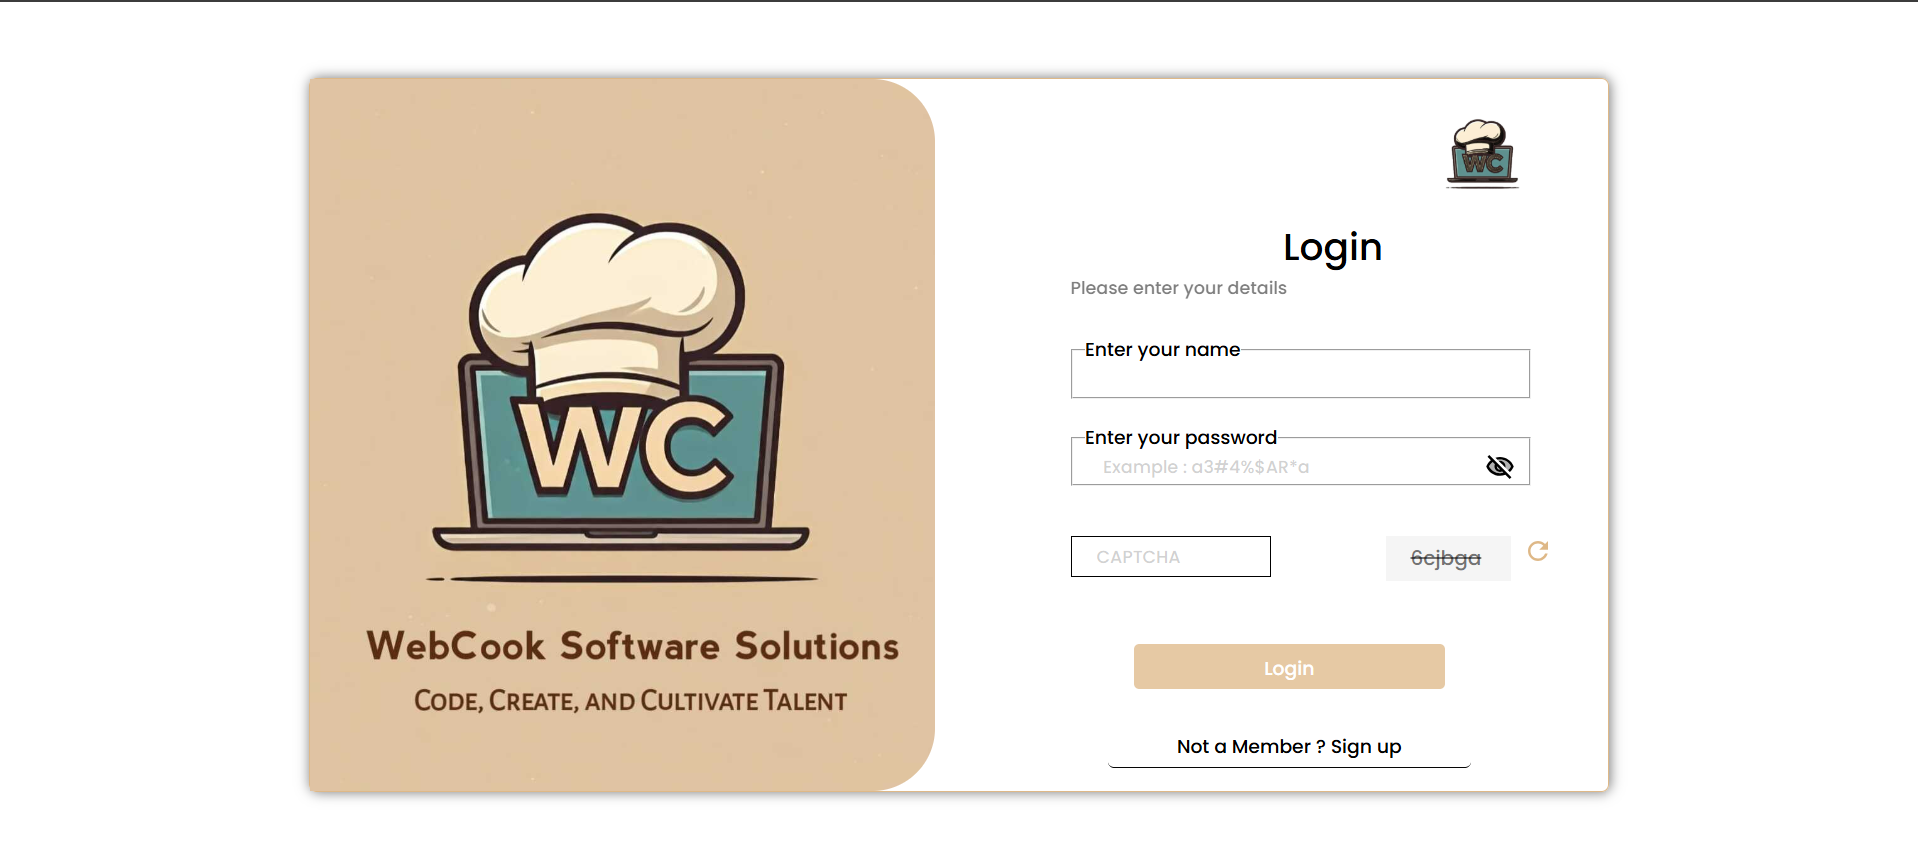 WC
WebCook Software Solutions
Code, Create, and Cultivate Talent
WC
Login
Please enter your details
Enter your name
Enter your password
Example : a3#4%$AR*a
CAPTCHA
6cjbga
Login
Not a Member ? Sign up